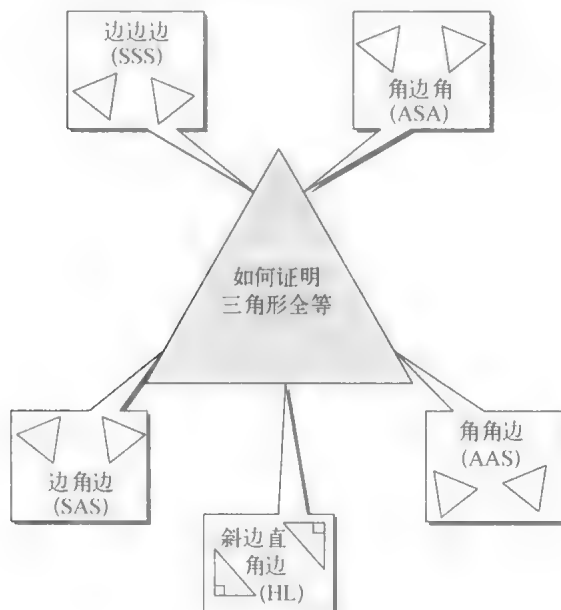 边边边
(SSS)
角边角
(ASA)
如何证明
三角形全等
边角边
(SAS)
角角边
(AAS)
斜边直
角边
(HL)